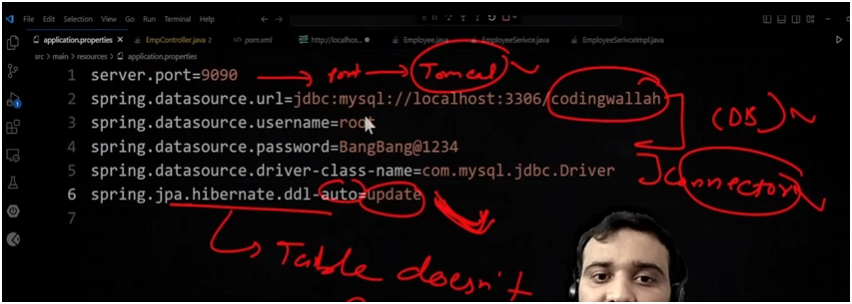 File Edit Selection View Go Run Terminal Help
application.properties EmpController.java 2 pom.xml http://localhos... Employee.java EmployeeSerivce.java EmployeeSerivceImpl.java
src > main > resources > application.properties
1 server.port=9090 port Tomcat
2 spring.datasource.url=jdbc:mysql://localhost:3306/codingwallah
3 spring.datasource.username=root (DB)
4 spring.datasource.password=BangBang@1234
5 spring.datasource.driver-class-name=com.mysql.jdbc.Driver Connector
6 spring.jpa.hibernate.ddl-auto=update
7
Table doesn't